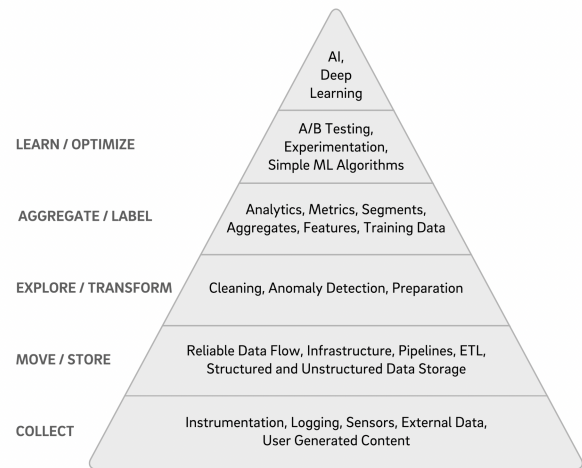 AI,
Deep
Learning
LEARN / OPTIMIZE
A/B Testing,
Experimentation,
Simple ML Algorithms
AGGREGATE / LABEL
Analytics, Metrics, Segments,
Aggregates, Features, Training Data
EXPLORE / TRANSFORM
Cleaning, Anomaly Detection, Preparation
MOVE / STORE
Reliable Data Flow, Infrastructure, Pipelines, ETL,
Structured and Unstructured Data Storage
COLLECT
Instrumentation, Logging, Sensors, External Data,
User Generated Content